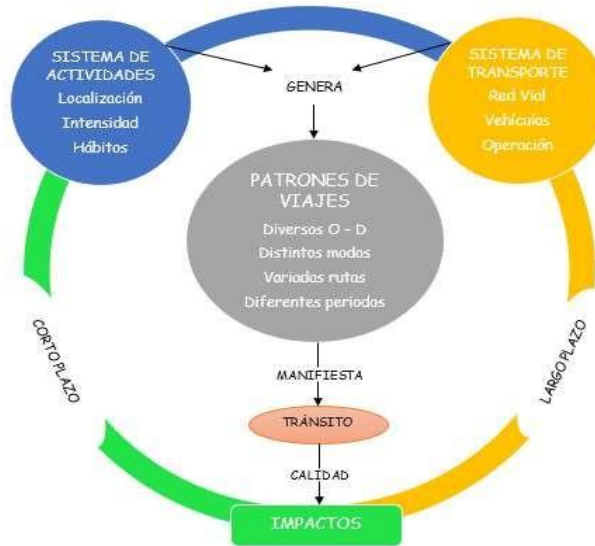 SISTEMA DE
ACTIVIDADES
Localización
Intensidad
Hábitos
SISTEMA DE
TRANSPORTE
Red Vial
Vehículos
Operación
GENERA
PATRONES DE
VIAJES
Diversos O - D
Distintos modos
Variadas rutas
Diferentes periodos
CORTO PLAZO
LARGO PLAZO
MANIFIESTA
TRÁNSITO
CALIDAD
IMPACTOS